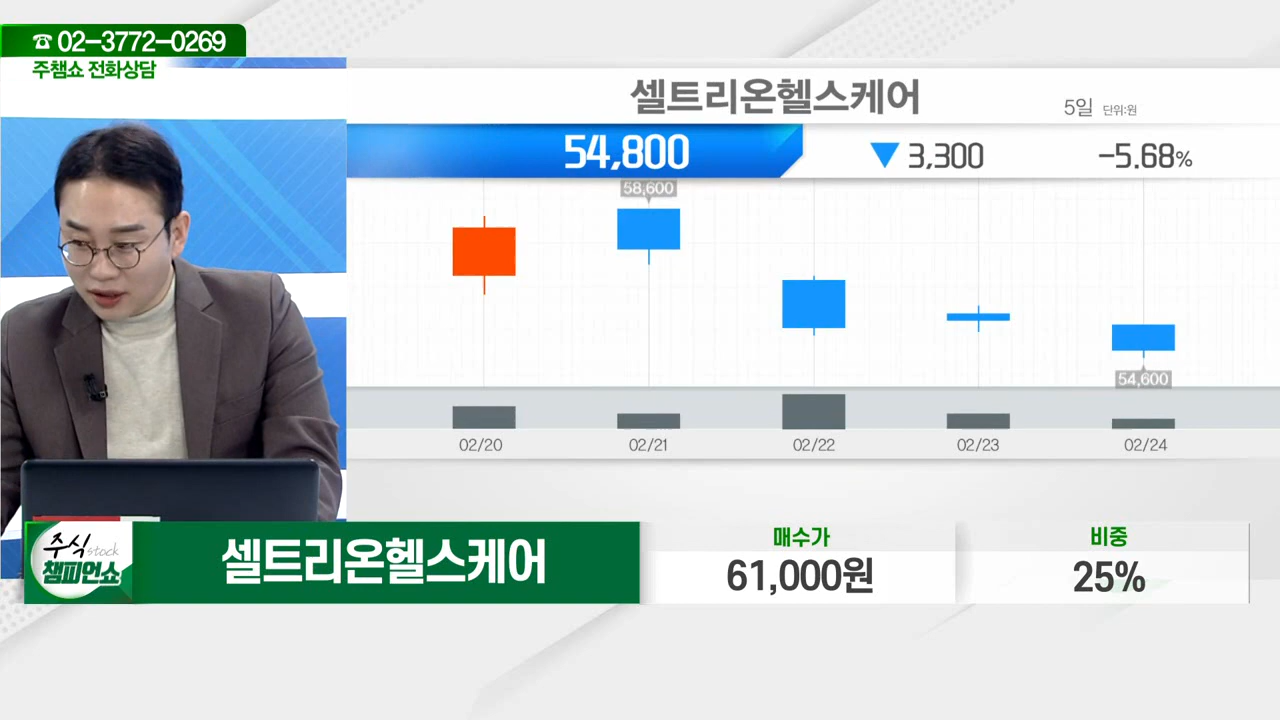 ☎ 02-3772-0269
주챔쇼 전화상담
셀트리온헬스케어
5일 단위:원
54,800 ▼ 3,300 -5.68%
58,600
54,600
02/20 02/21 02/22 02/23 02/24
주식 stock
챔피언쇼
셀트리온헬스케어
매수가 비중
61,000원 25%